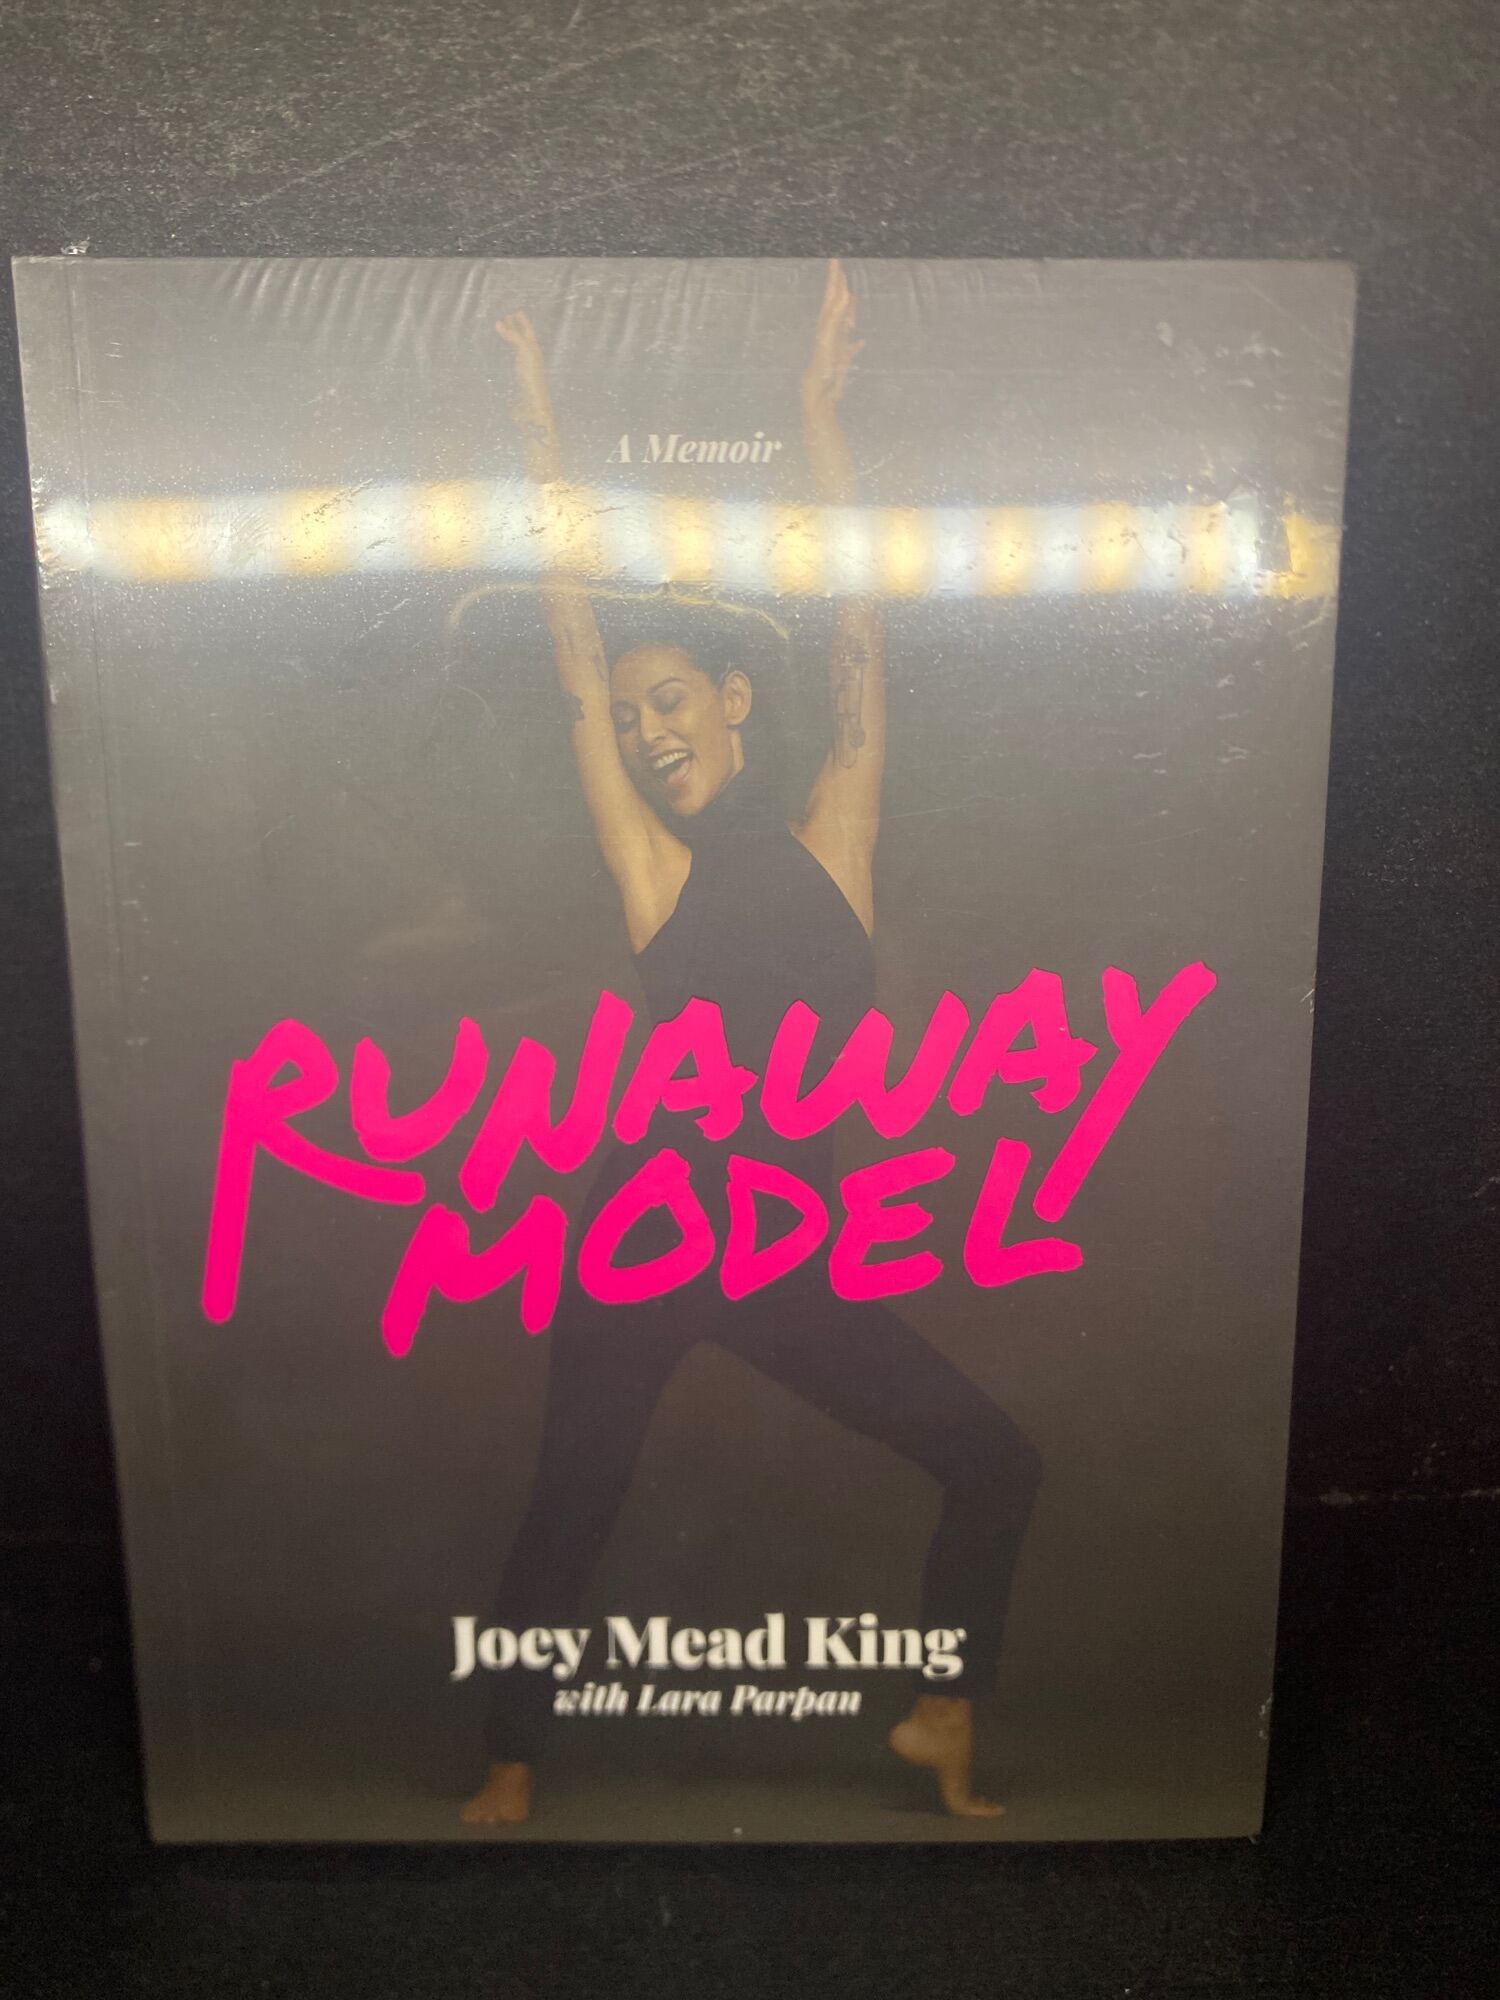 A Memoir
RUNAWAY
MODEL
Joey Mead King
with Lara Parpan